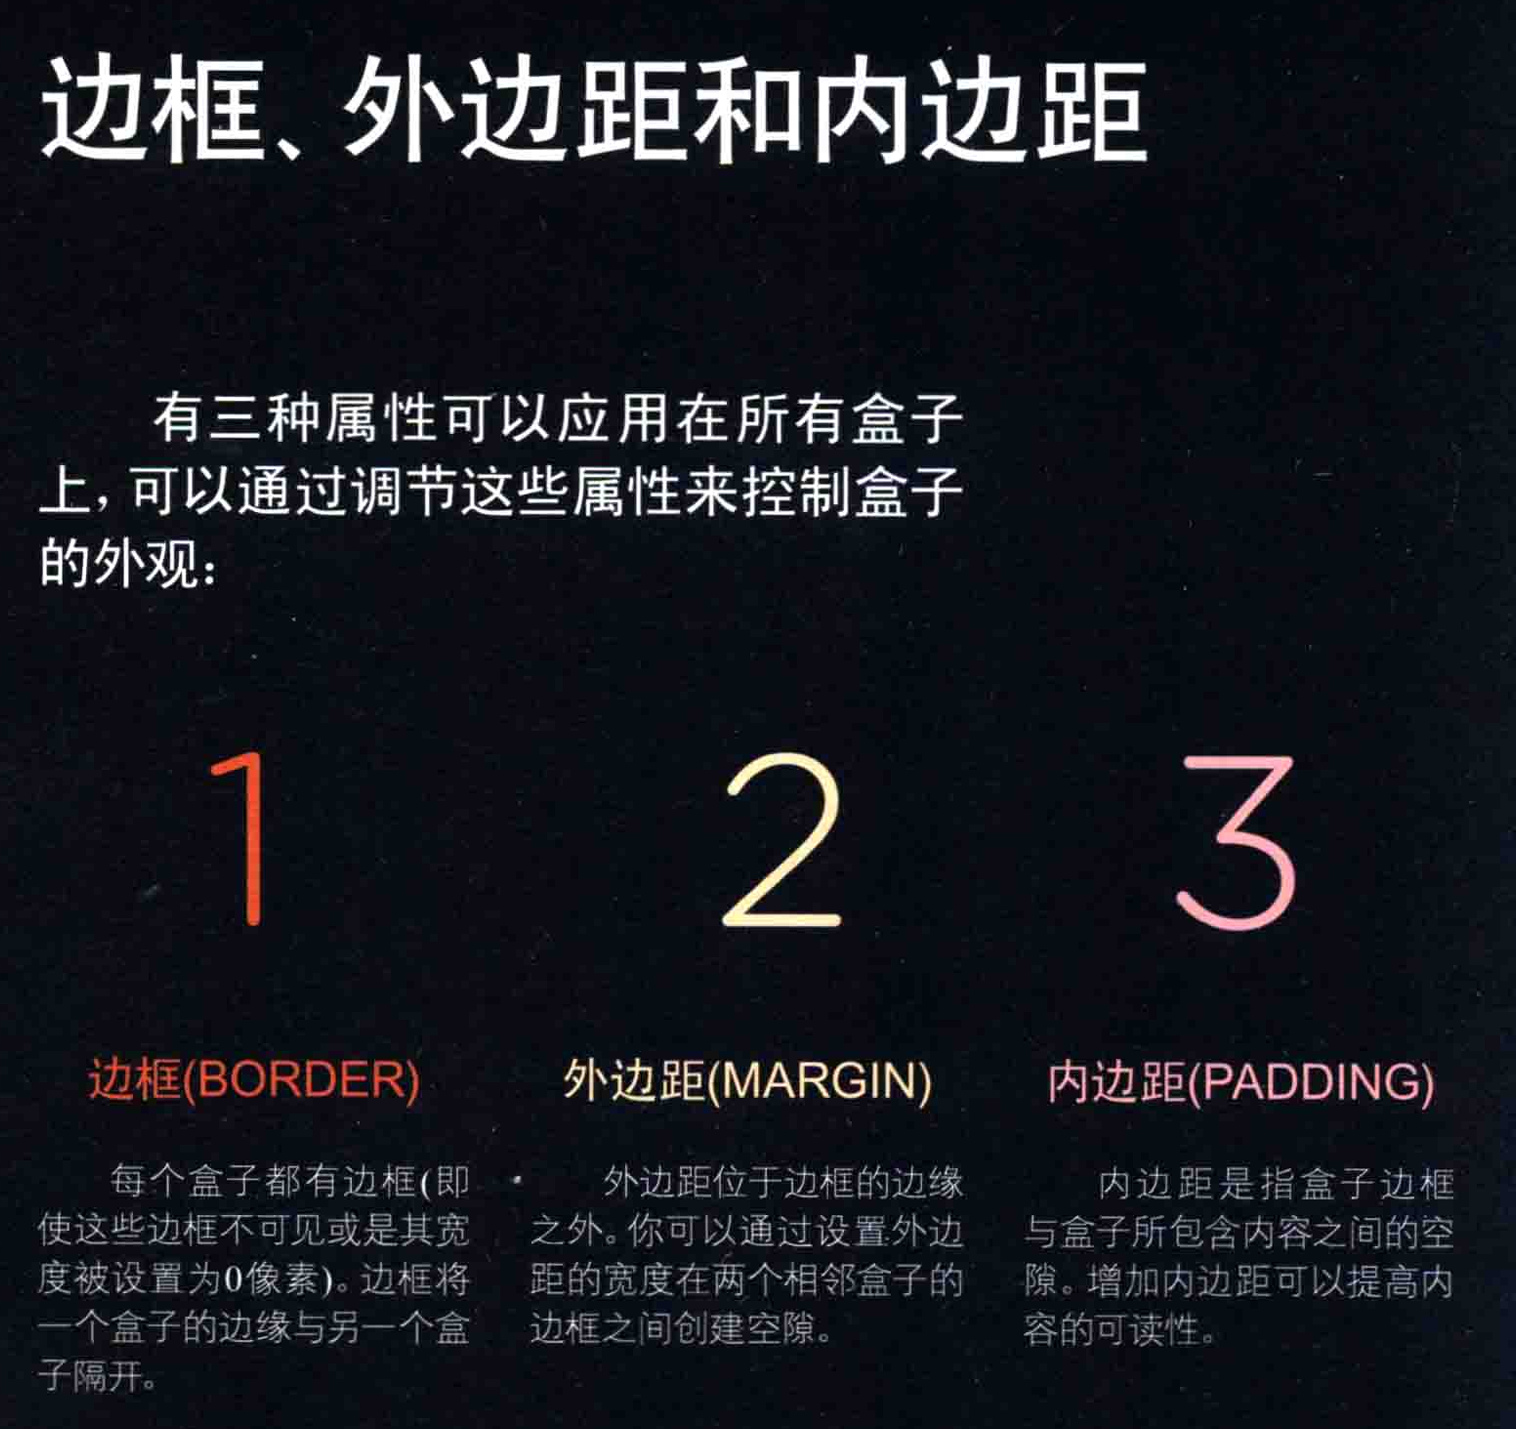 边框、外边距和内边距
有三种属性可以应用在所有盒子
上，可以通过调节这些属性来控制盒子
的外观：
1
边框(BORDER)
每个盒子都有边框(即
使这些边框不可见或是其宽
度被设置为0像素)。边框将
一个盒子的边缘与另一个盒
子隔开。
2
外边距(MARGIN)
外边距位于边框的边缘
之外。你可以通过设置外边
距的宽度在两个相邻盒子的
边框之间创建空隙。
3
内边距(PADDING)
内边距是指盒子边框
与盒子所包含内容之间的空
隙。增加内边距可以提高内
容的可读性。